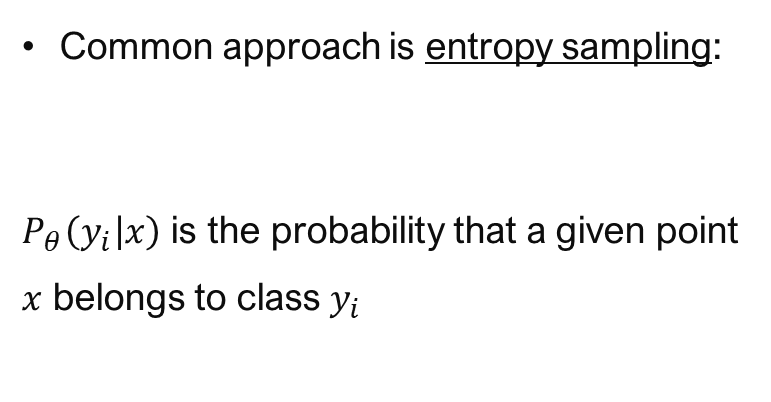 • Common approach is entropy sampling:
𝑃𝜃(𝑦𝑖|𝑥) is the probability that a given point
𝑥 belongs to class 𝑦𝑖